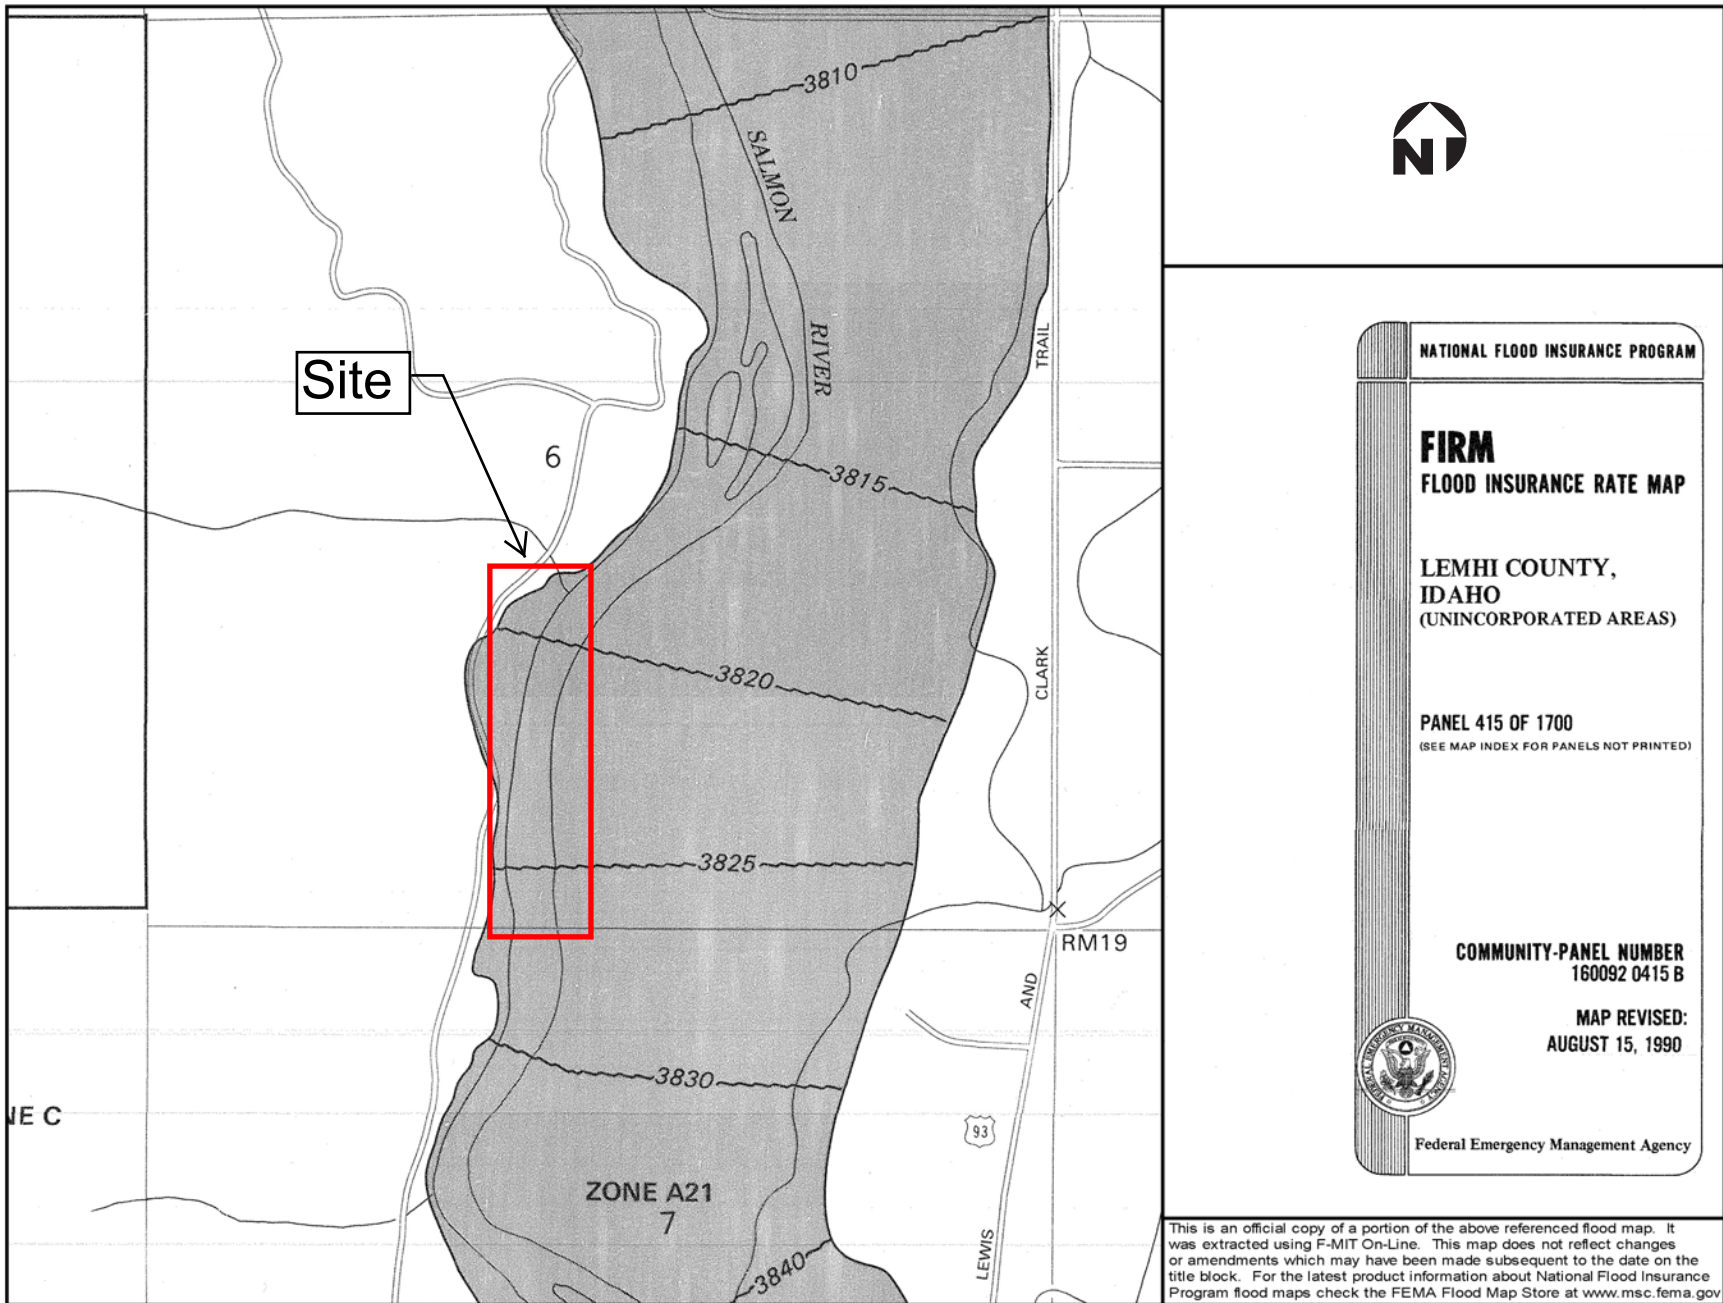 3810
SALMON
RIVER
TRAIL
Site
6
3815
3820
CLARK
3825
RM19
AND
3830
NE C
93
ZONE A21
7
LEWIS
3840
N
NATIONAL FLOOD INSURANCE PROGRAM
FIRM
FLOOD INSURANCE RATE MAP
LEMHI COUNTY,
IDAHO
(UNINCORPORATED AREAS)
PANEL 415 OF 1700
(SEE MAP INDEX FOR PANELS NOT PRINTED)
COMMUNITY-PANEL NUMBER
160092 0415 B
MAP REVISED:
AUGUST 15, 1990
FEDERAL EMERGENCY MANAGEMENT AGENCY
Federal Emergency Management Agency
This is an official copy of a portion of the above referenced flood map. It
was extracted using F-MIT On-Line. This map does not reflect changes
or amendments which may have been made subsequent to the date on the
title block. For the latest product information about National Flood Insurance
Program flood maps check the FEMA Flood Map Store at www.msc.fema.gov